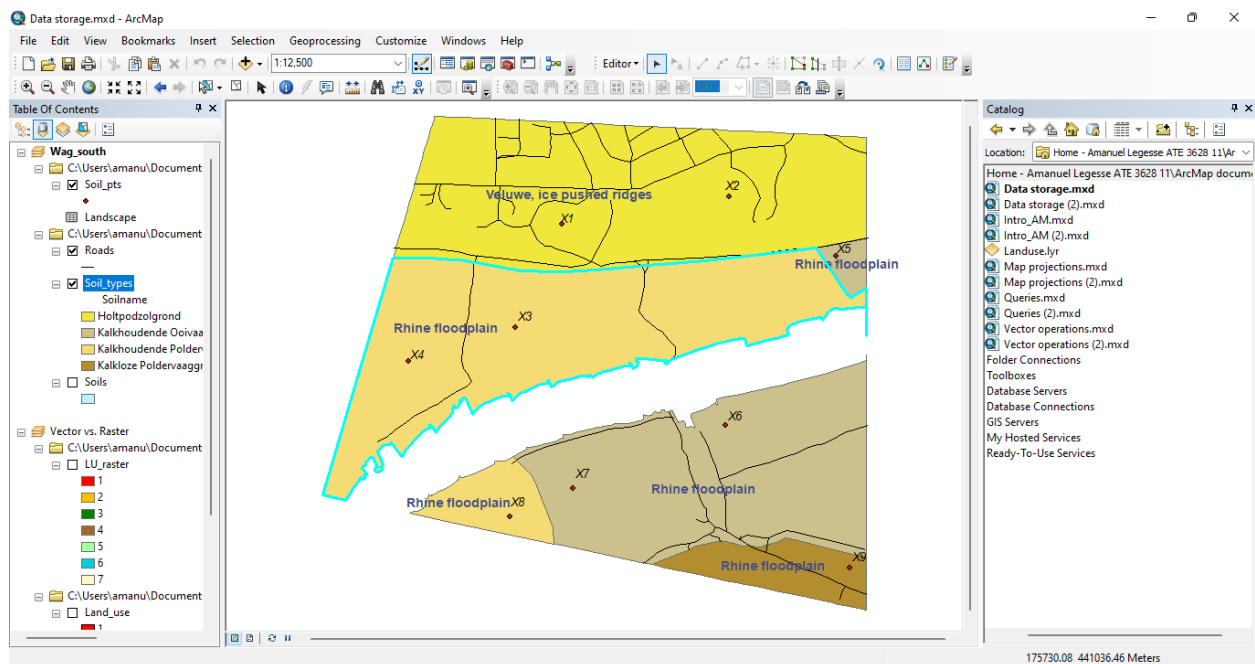 Data storage.mxd - ArcMap
File Edit View Bookmarks Insert Selection Geoprocessing Customize Windows Help
1:12,500 Editor
Table Of Contents
Wag_south
C:\Users\amanu\Document
Soil_pts
Landscape
C:\Users\amanu\Document
Roads
Soil_types
Soilname
Holtpodzolgrond
Kalkhoudende Ooivaa
Kalkhoudende Polder
Kalkloze Poldervaaggr
Soils
Vector vs. Raster
C:\Users\amanu\Document
LU_raster
1
2
3
4
5
6
7
C:\Users\amanu\Document
Land_use
1
Veluwe, ice pushed ridges
X2
X1
X5
Rhine floodplain
X3
Rhine floodplain
X4
X6
X7
Rhine floodplain
Rhine floodplain
X8
X9
Rhine floodplain
Catalog
Location: Home - Amanuel Legesse ATE 3628 11\Ar
Home - Amanuel Legesse ATE 3628 11\ArcMap docume
Data storage.mxd
Data storage (2).mxd
Intro_AM.mxd
Intro_AM (2).mxd
Landuse.lyr
Map projections.mxd
Map projections (2).mxd
Queries.mxd
Queries (2).mxd
Vector operations.mxd
Vector operations (2).mxd
Folder Connections
Toolboxes
Database Servers
Database Connections
GIS Servers
My Hosted Services
Ready-To-Use Services
175730.08 441036.46 Meters